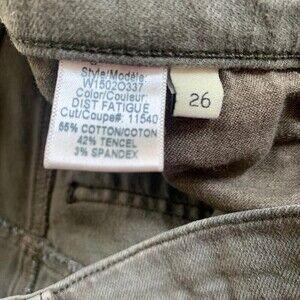 Style/Modèle:
W1502O337
Color/Couleur:
DIST FATIGUE
Cut/Coupe#: 11540
55% COTTON/COTON
42% TENCEL
3% SPANDEX
26